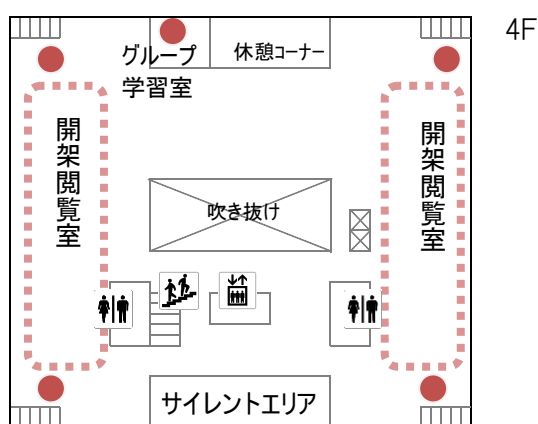 4F
グループ
学習室
休憩コーナー
開架閲覧室
開架閲覧室
吹き抜け
サイレントエリア